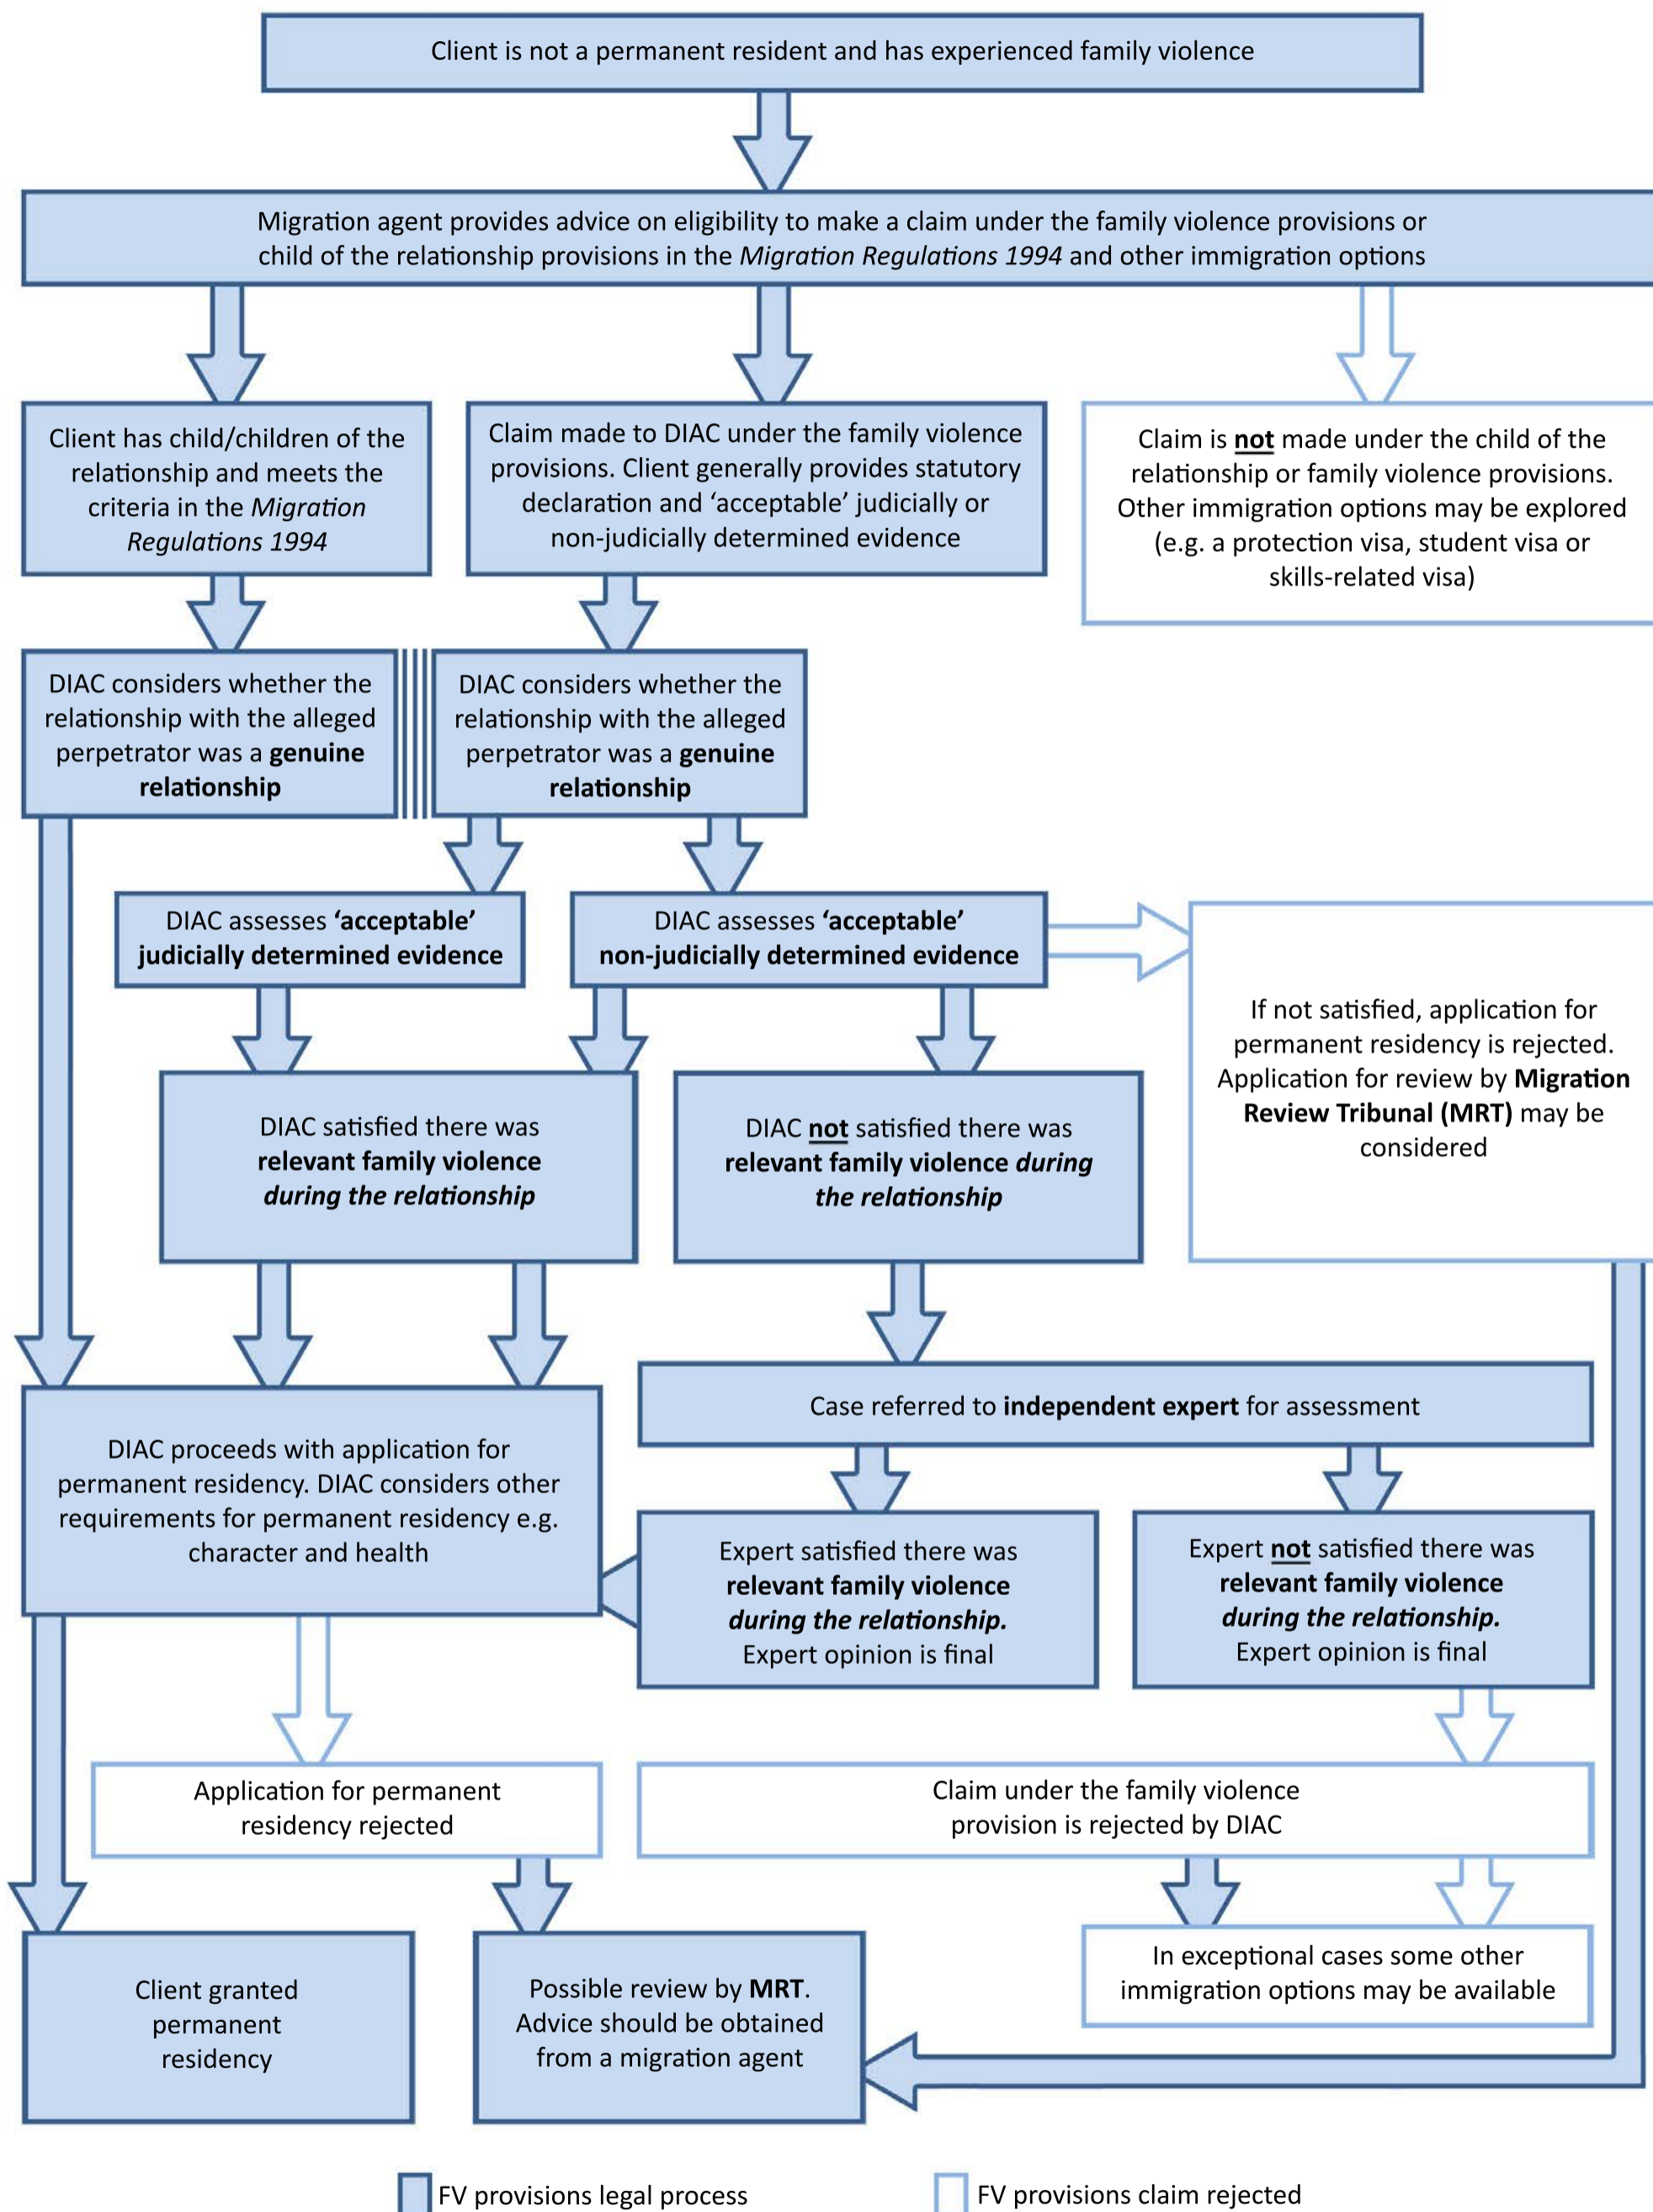 Client is not a permanent resident and has experienced family violence
Migration agent provides advice on eligibility to make a claim under the family violence provisions or
child of the relationship provisions in the Migration Regulations 1994 and other immigration options
Client has child/children of the
relationship and meets the
criteria in the Migration
Regulations 1994
Claim made to DIAC under the family violence
provisions. Client generally provides statutory
declaration and ‘acceptable’ judicially or
non-judicially determined evidence
Claim is not made under the child of the
relationship or family violence provisions.
Other immigration options may be explored
(e.g. a protection visa, student visa or
skills-related visa)
DIAC considers whether the
relationship with the alleged
perpetrator was a genuine
relationship
DIAC considers whether the
relationship with the alleged
perpetrator was a genuine
relationship
DIAC assesses ‘acceptable’
judicially determined evidence
DIAC assesses ‘acceptable’
non-judicially determined evidence
If not satisfied, application for
permanent residency is rejected.
Application for review by Migration
Review Tribunal (MRT) may be
considered
DIAC satisfied there was
relevant family violence
during the relationship
DIAC not satisfied there was
relevant family violence during
the relationship
Case referred to independent expert for assessment
DIAC proceeds with application for
permanent residency. DIAC considers other
requirements for permanent residency e.g.
character and health
Expert satisfied there was
relevant family violence
during the relationship.
Expert opinion is final
Expert not satisfied there was
relevant family violence
during the relationship.
Expert opinion is final
Application for permanent
residency rejected
Claim under the family violence
provision is rejected by DIAC
Client granted
permanent
residency
Possible review by MRT.
Advice should be obtained
from a migration agent
In exceptional cases some other
immigration options may be available
FV provisions legal process
FV provisions claim rejected